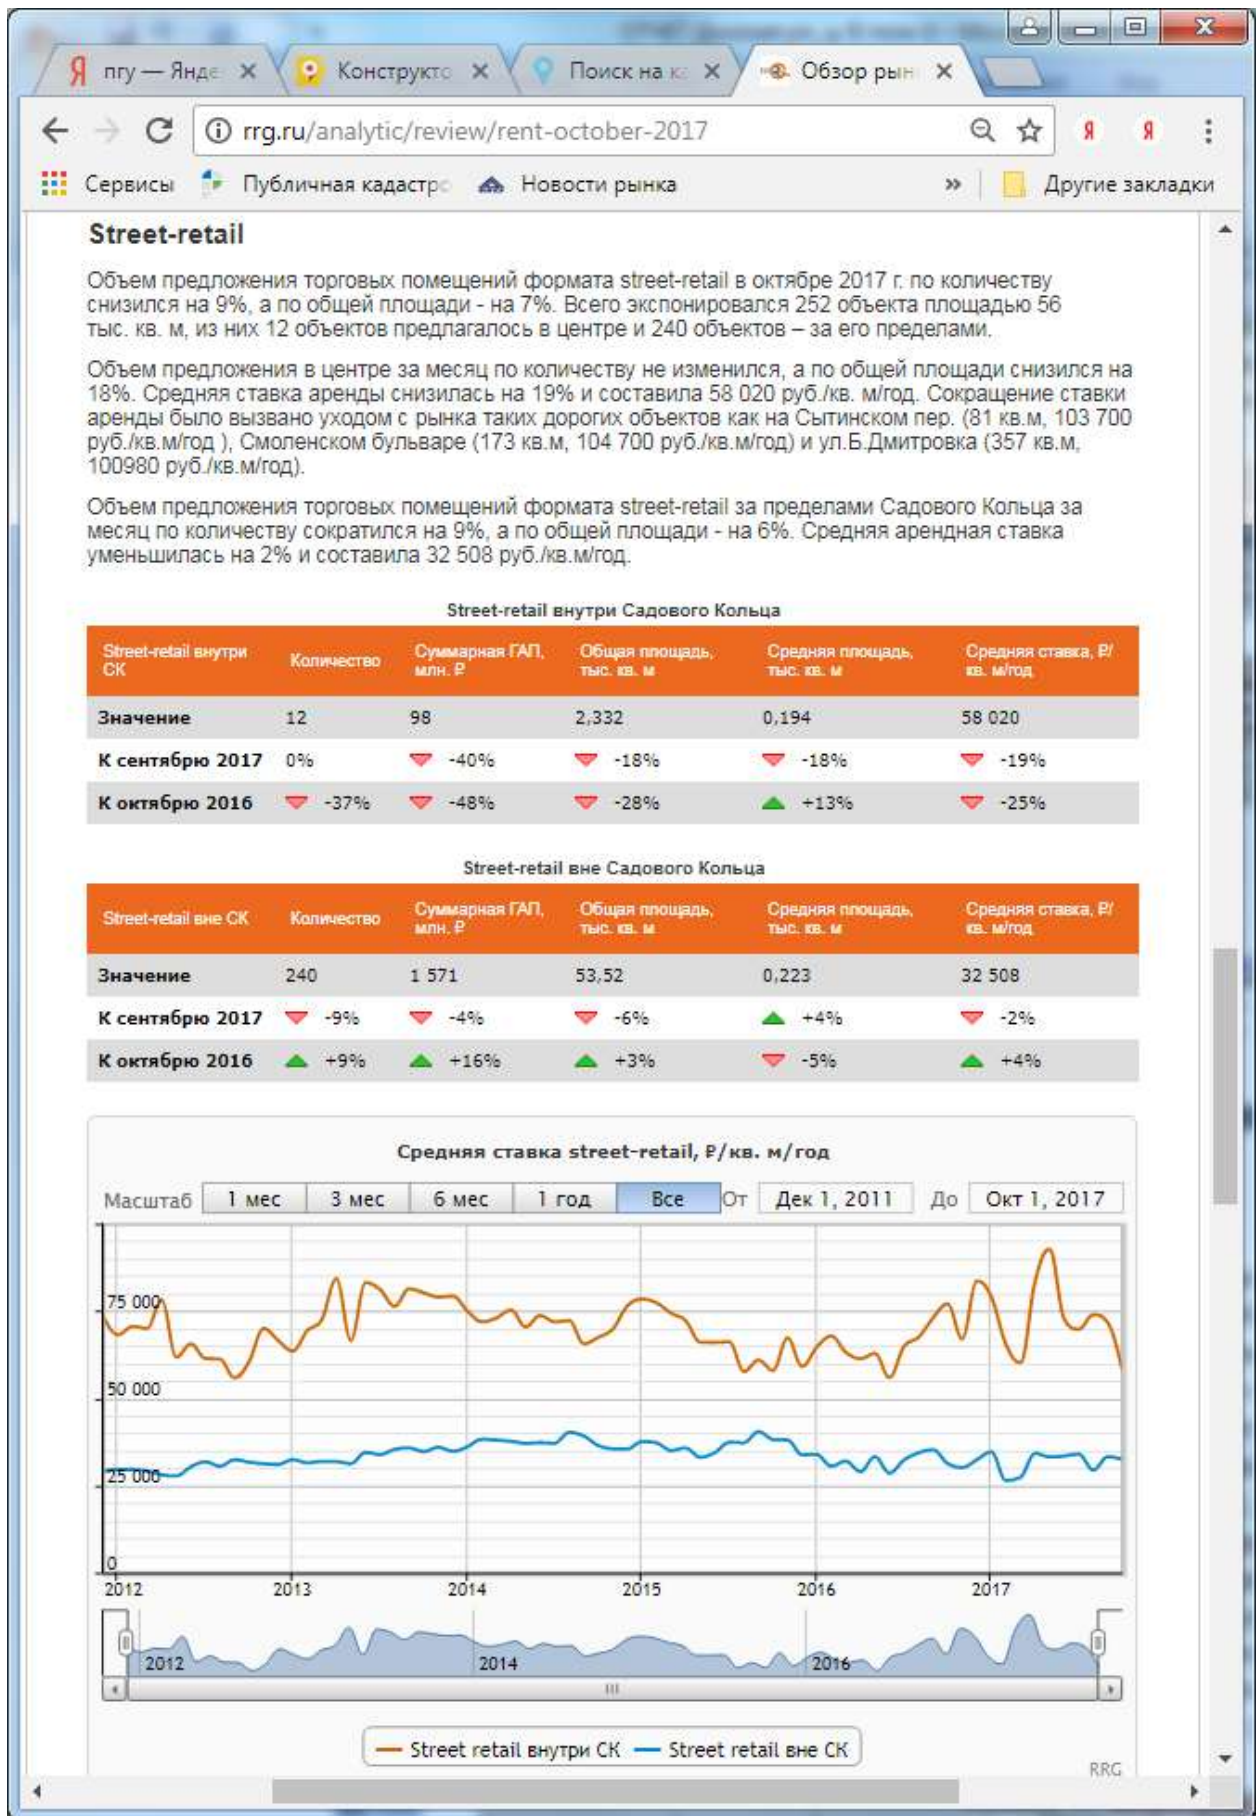 пгу — Янде
Конструкто
Поиск на ка
Обзор рын
rrg.ru/analytic/review/rent-october-2017
Сервисы Публичная кадастро Новости рынка » Другие закладки
Street-retail
Объем предложения торговых помещений формата street-retail в октябре 2017 г. по количеству
снизился на 9%, а по общей площади - на 7%. Всего экспонировался 252 объекта площадью 56
тыс. кв. м, из них 12 объектов предлагалось в центре и 240 объектов – за его пределами.
Объем предложения в центре за месяц по количеству не изменился, а по общей площади снизился на
18%. Средняя ставка аренды снизилась на 19% и составила 58 020 руб./кв. м/год. Сокращение ставки
аренды было вызвано уходом с рынка таких дорогих объектов как на Сытинском пер. (81 кв.м, 103 700
руб./кв.м/год ), Смоленском бульваре (173 кв.м, 104 700 руб./кв.м/год) и ул.Б.Дмитровка (357 кв.м,
100980 руб./кв.м/год).
Объем предложения торговых помещений формата street-retail за пределами Садового Кольца за
месяц по количеству сократился на 9%, а по общей площади - на 6%. Средняя арендная ставка
уменьшилась на 2% и составила 32 508 руб./кв.м/год.
Street-retail внутри Садового Кольца
Street-retail внутри Количество Суммарная ГАП, Общая площадь, Средняя площадь, Средняя ставка, ₽/
СК млн. ₽ тыс. кв. м тыс. кв. м кв. м/год
Значение 12 98 2,332 0,194 58 020
К сентябрю 2017 0% -40% -18% -18% -19%
К октябрю 2016 -37% -48% -28% +13% -25%
Street-retail вне Садового Кольца
Street-retail вне СК Количество Суммарная ГАП, Общая площадь, Средняя площадь, Средняя ставка, ₽/
млн. ₽ тыс. кв. м тыс. кв. м кв. м/год
Значение 240 1 571 53,52 0,223 32 508
К сентябрю 2017 -9% -4% -6% +4% -2%
К октябрю 2016 +9% +16% +3% -5% +4%
Средняя ставка street-retail, ₽/кв. м/год
Масштаб 1 мес 3 мес 6 мес 1 год Все От Дек 1, 2011 До Окт 1, 2017
75 000
50 000
25 000
0
2012 2013 2014 2015 2016 2017
2012 2014 2016
Street retail внутри СК Street retail вне СК
RRG